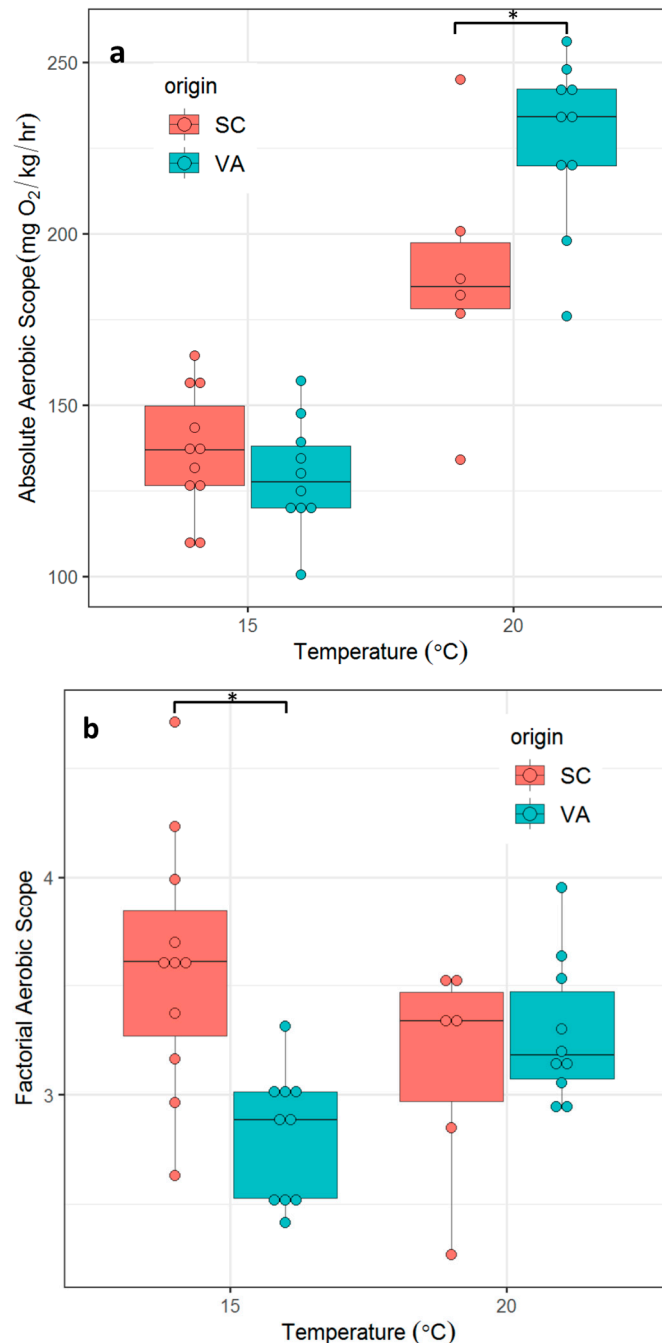 a
*
origin
SC
VA
250
200
150
100
Absolute Aerobic Scope(mg O₂/kg/hr)
15
20
Temperature (°C)
b
*
origin
SC
VA
4
3
Factorial Aerobic Scope
15
20
Temperature (°C)